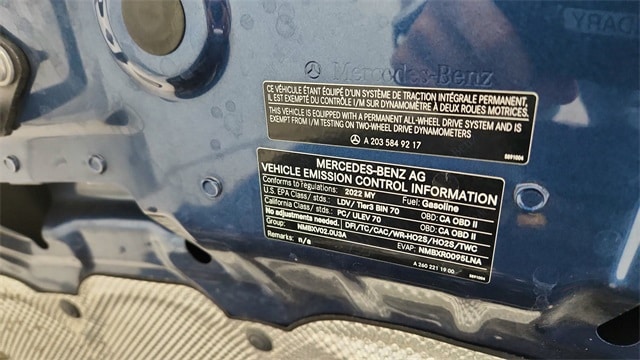 Mercedes-Benz
CE VÉHICULE ÉTANT ÉQUIPÉ D'UN SYSTÈME DE TRACTION INTÉGRALE PERMANENT,
IL EST EXEMPTÉ DU CONTRÔLE I/M SUR DYNAMOMÈTRE À DEUX ROUES MOTRICES.
THIS VEHICLE IS EQUIPPED WITH A PERMANENT ALL-WHEEL DRIVE SYSTEM AND IS
EXEMPT FROM I/M TESTING ON TWO-WHEEL DRIVE DYNAMOMETERS
A 203 584 92 17
MERCEDES-BENZ AG
VEHICLE EMISSION CONTROL INFORMATION
Conforms to regulations: 2022 MY Fuel: Gasoline
U.S. EPA Class / stds.: LDV/ Tier3 BIN 70 OBD: CA OBD II
California Class / stds.: PC/ ULEV 70 OBD: CA OBD II
No adjustments needed. DFI/TC/CAC/WR-HO2S/HO2S/TWC
Group: NMBXV02.0U3A EVAP: NMBXR0095LNA
Remarks: n/a
A 260 221 19 00